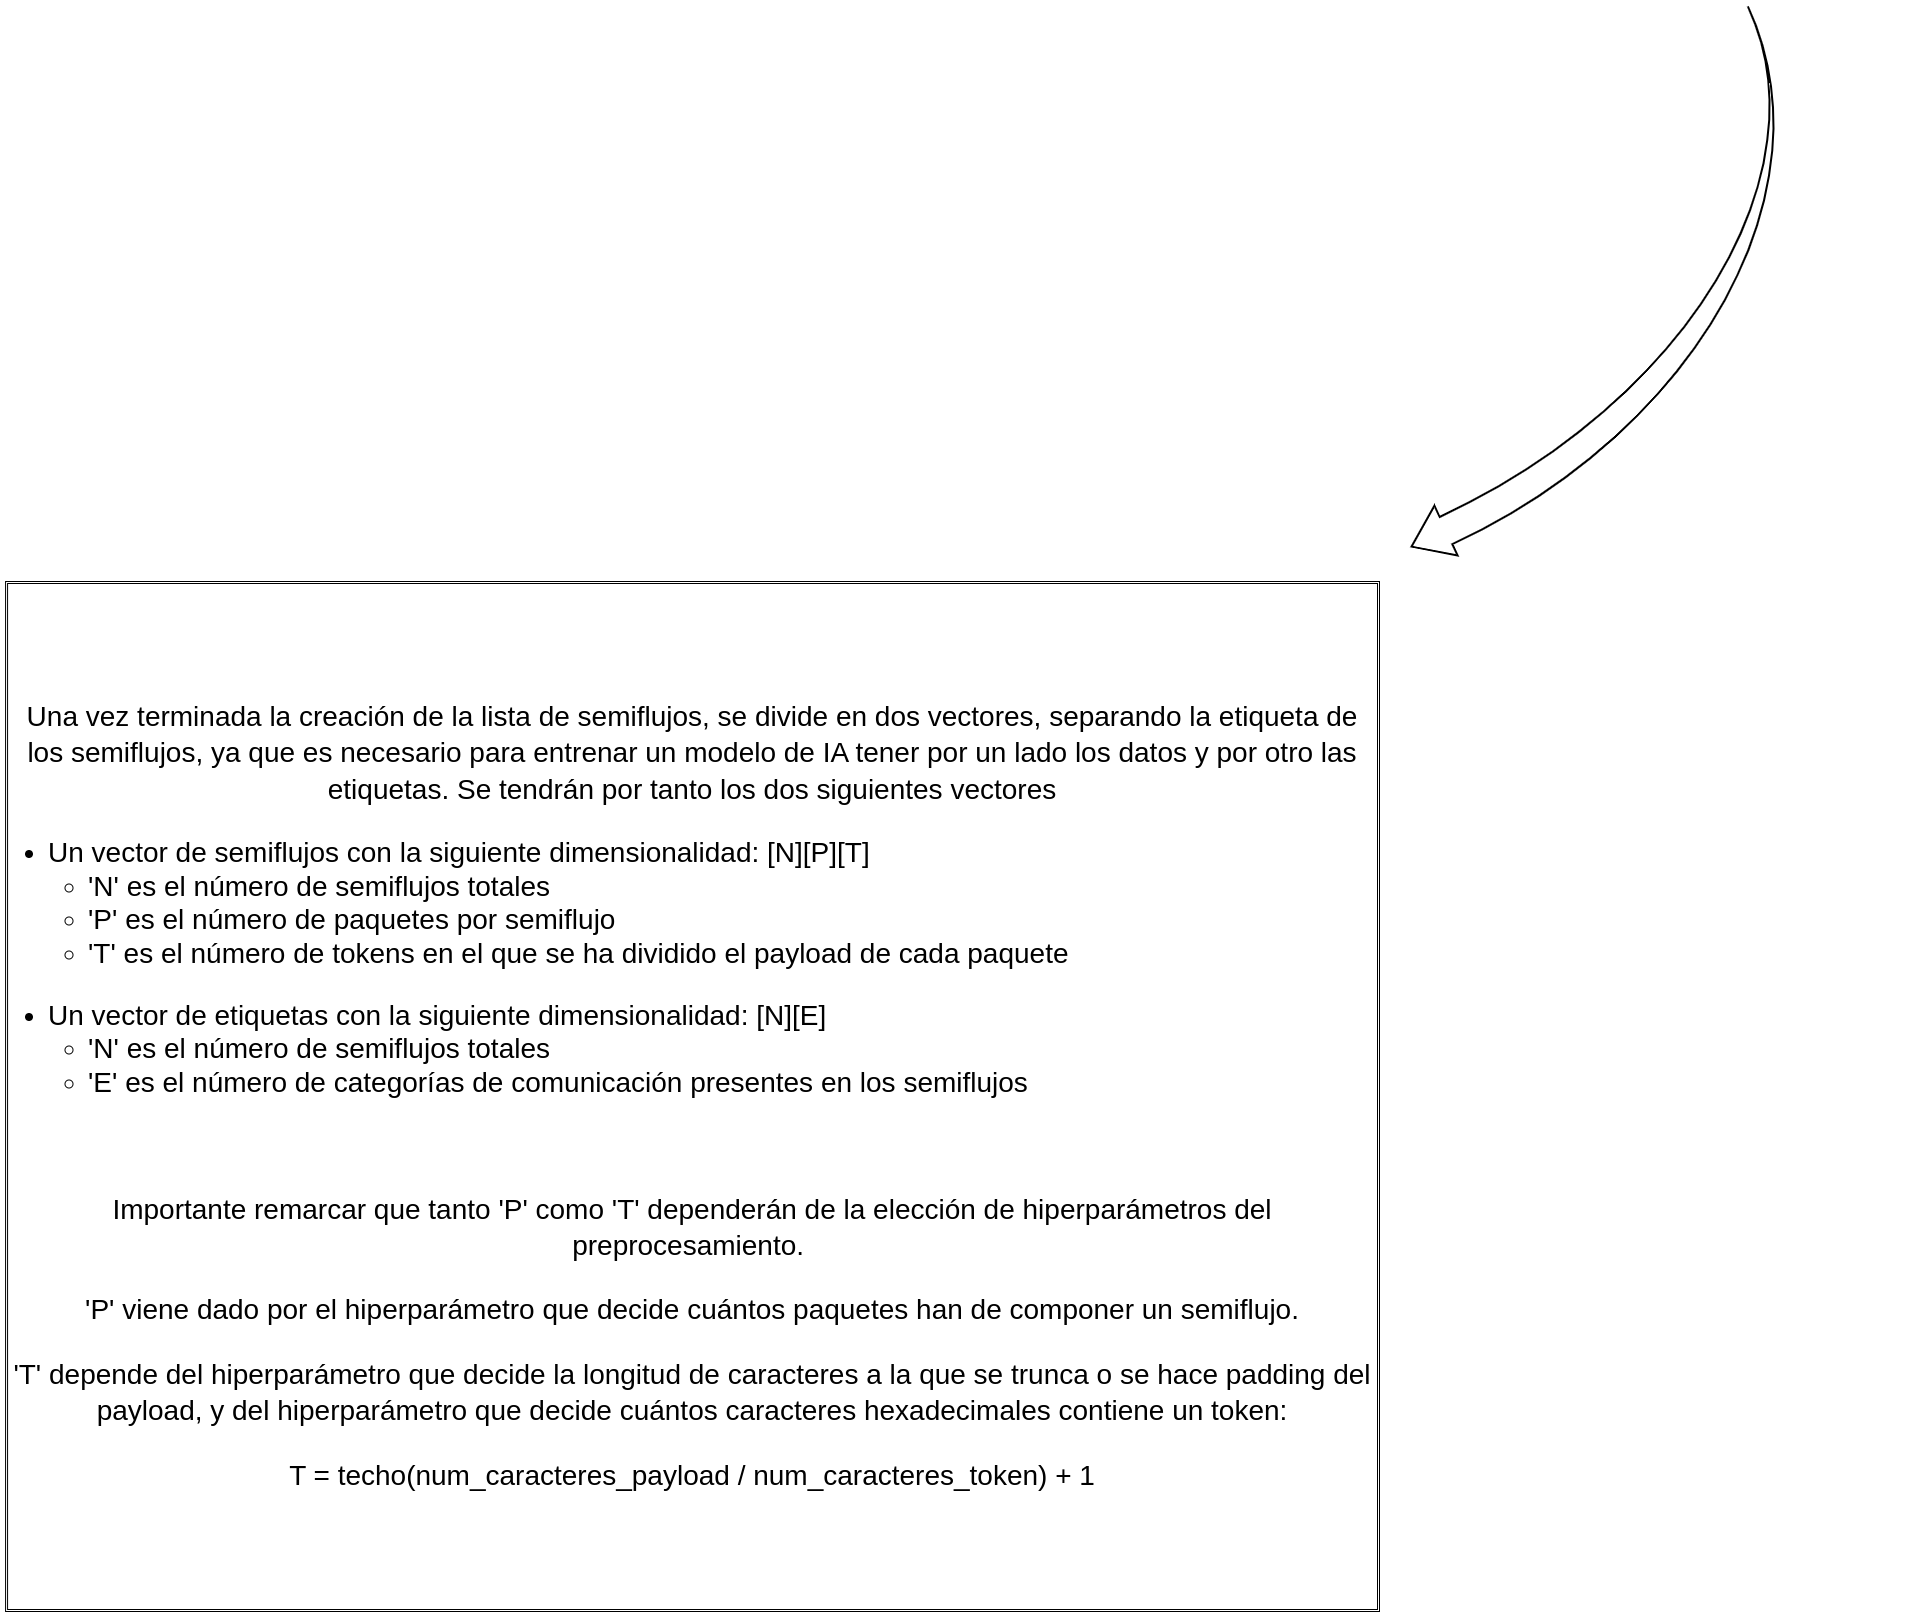 Una vez terminada la creación de la lista de semiflujos, se divide en dos vectores, separando la etiqueta de
los semiflujos, ya que es necesario para entrenar un modelo de IA tener por un lado los datos y por otro las
etiquetas. Se tendrán por tanto los dos siguientes vectores
• Un vector de semiflujos con la siguiente dimensionalidad: [N][P][T]
○ 'N' es el número de semiflujos totales
○ 'P' es el número de paquetes por semiflujo
○ 'T' es el número de tokens en el que se ha dividido el payload de cada paquete
• Un vector de etiquetas con la siguiente dimensionalidad: [N][E]
○ 'N' es el número de semiflujos totales
○ 'E' es el número de categorías de comunicación presentes en los semiflujos
Importante remarcar que tanto 'P' como 'T' dependerán de la elección de hiperparámetros del
preprocesamiento.
'P' viene dado por el hiperparámetro que decide cuántos paquetes han de componer un semiflujo.
'T' depende del hiperparámetro que decide la longitud de caracteres a la que se trunca o se hace padding del
payload, y del hiperparámetro que decide cuántos caracteres hexadecimales contiene un token:
T = techo(num_caracteres_payload / num_caracteres_token) + 1